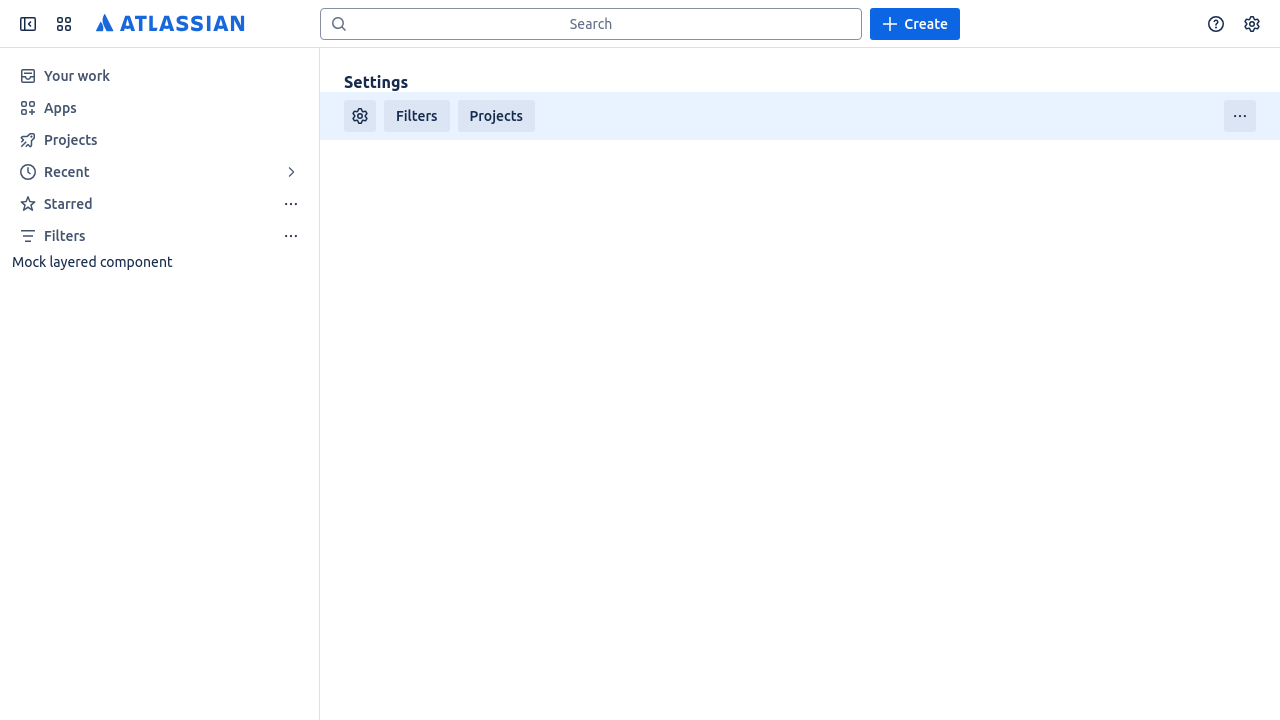 ATLASSIAN
Search
Create
Your work
Apps
Projects
Recent
Starred
Filters
Mock layered component
Settings
Filters
Projects